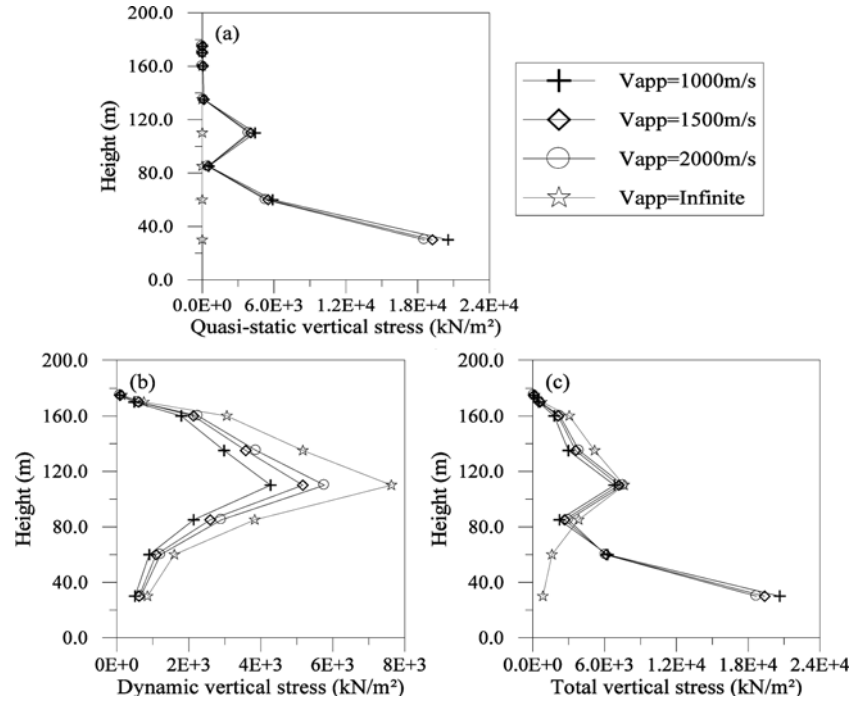 200.0
(a)
160.0
120.0
80.0
40.0
0.0
Height (m)
0.0E+0 6.0E+3 1.2E+4 1.8E+4 2.4E+4
Quasi-static vertical stress (kN/m²)
Vapp=1000m/s
Vapp=1500m/s
Vapp=2000m/s
Vapp=Infinite
200.0
(b)
160.0
120.0
80.0
40.0
0.0
Height (m)
0E+0 2E+3 4E+3 6E+3 8E+3
Dynamic vertical stress (kN/m²)
200.0
(c)
160.0
120.0
80.0
40.0
0.0
Height (m)
0.0E+0 6.0E+3 1.2E+4 1.8E+4 2.4E+4
Total vertical stress (kN/m²)